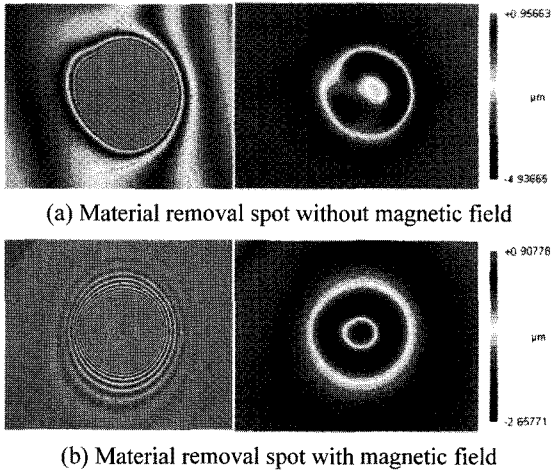 +0.95663
μm
-4.93665
(a) Material removal spot without magnetic field
+0.90778
μm
-2.65771
(b) Material removal spot with magnetic field